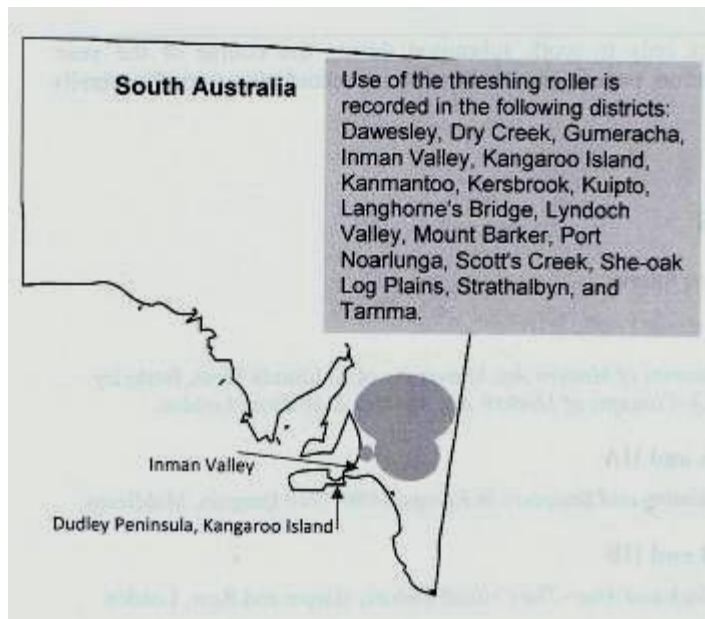 South Australia
Use of the threshing roller is
recorded in the following districts:
Dawesley, Dry Creek, Gumeracha,
Inman Valley, Kangaroo Island,
Kanmantoo, Kersbrook, Kuipto,
Langhorne's Bridge, Lyndoch
Valley, Mount Barker, Port
Noarlunga, Scott's Creek, She-oak
Log Plains, Strathalbyn, and
Tarnma.
Inman Valley
Dudley Peninsula, Kangaroo Island